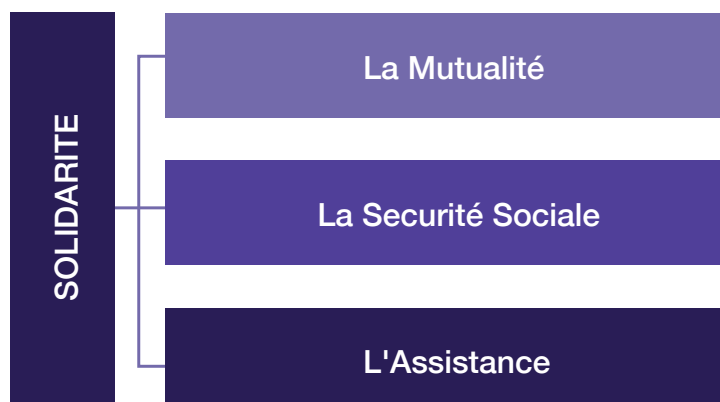 SOLIDARITE
La Mutualité
La Securité Sociale
L'Assistance